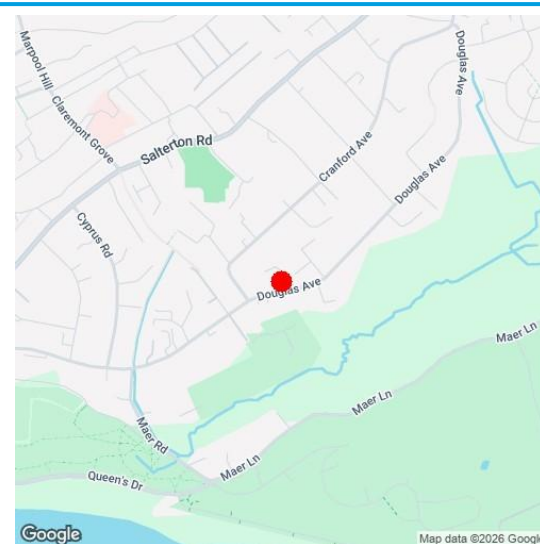 Marpool Hill
Claremont Grove
Salterton Rd
Douglas Ave
Cranford Ave
Douglas Ave
Cyprus Rd
Douglas Ave
Maer Ln
Maer Ln
Maer Rd
Maer Ln
Queen's Dr
Google
Map data ©2026 Google